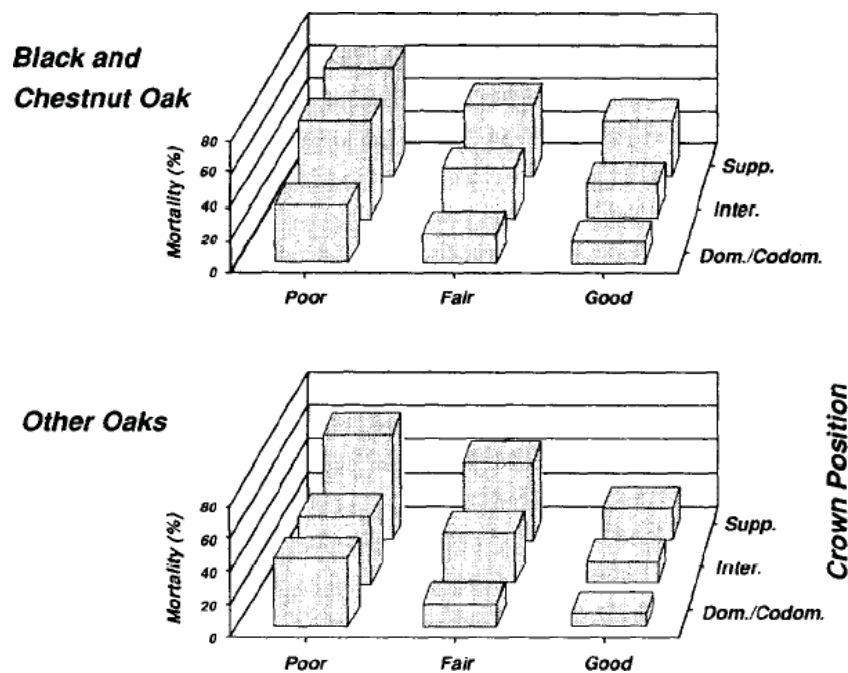 Black and
Chestnut Oak
Mortality (%)
80
60
40
20
0
Supp.
Inter.
Dom./Codom.
Poor Fair Good
Other Oaks
Mortality (%)
80
60
40
20
0
Supp.
Inter.
Dom./Codom.
Poor Fair Good
Crown Position